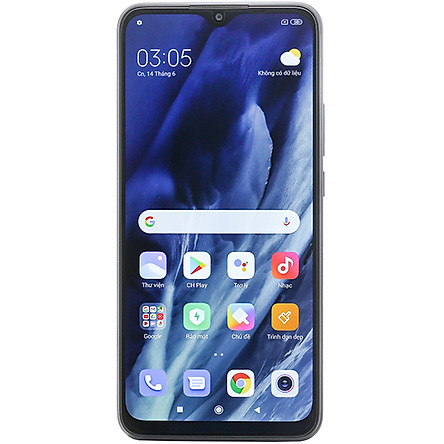 03:05
CN, 14 Tháng 6
Không có dữ liệu
Thư viện
CH Play
Trợ lý
Nhạc
Google
Bảo mật
Chủ đề
Trình dọn dẹp